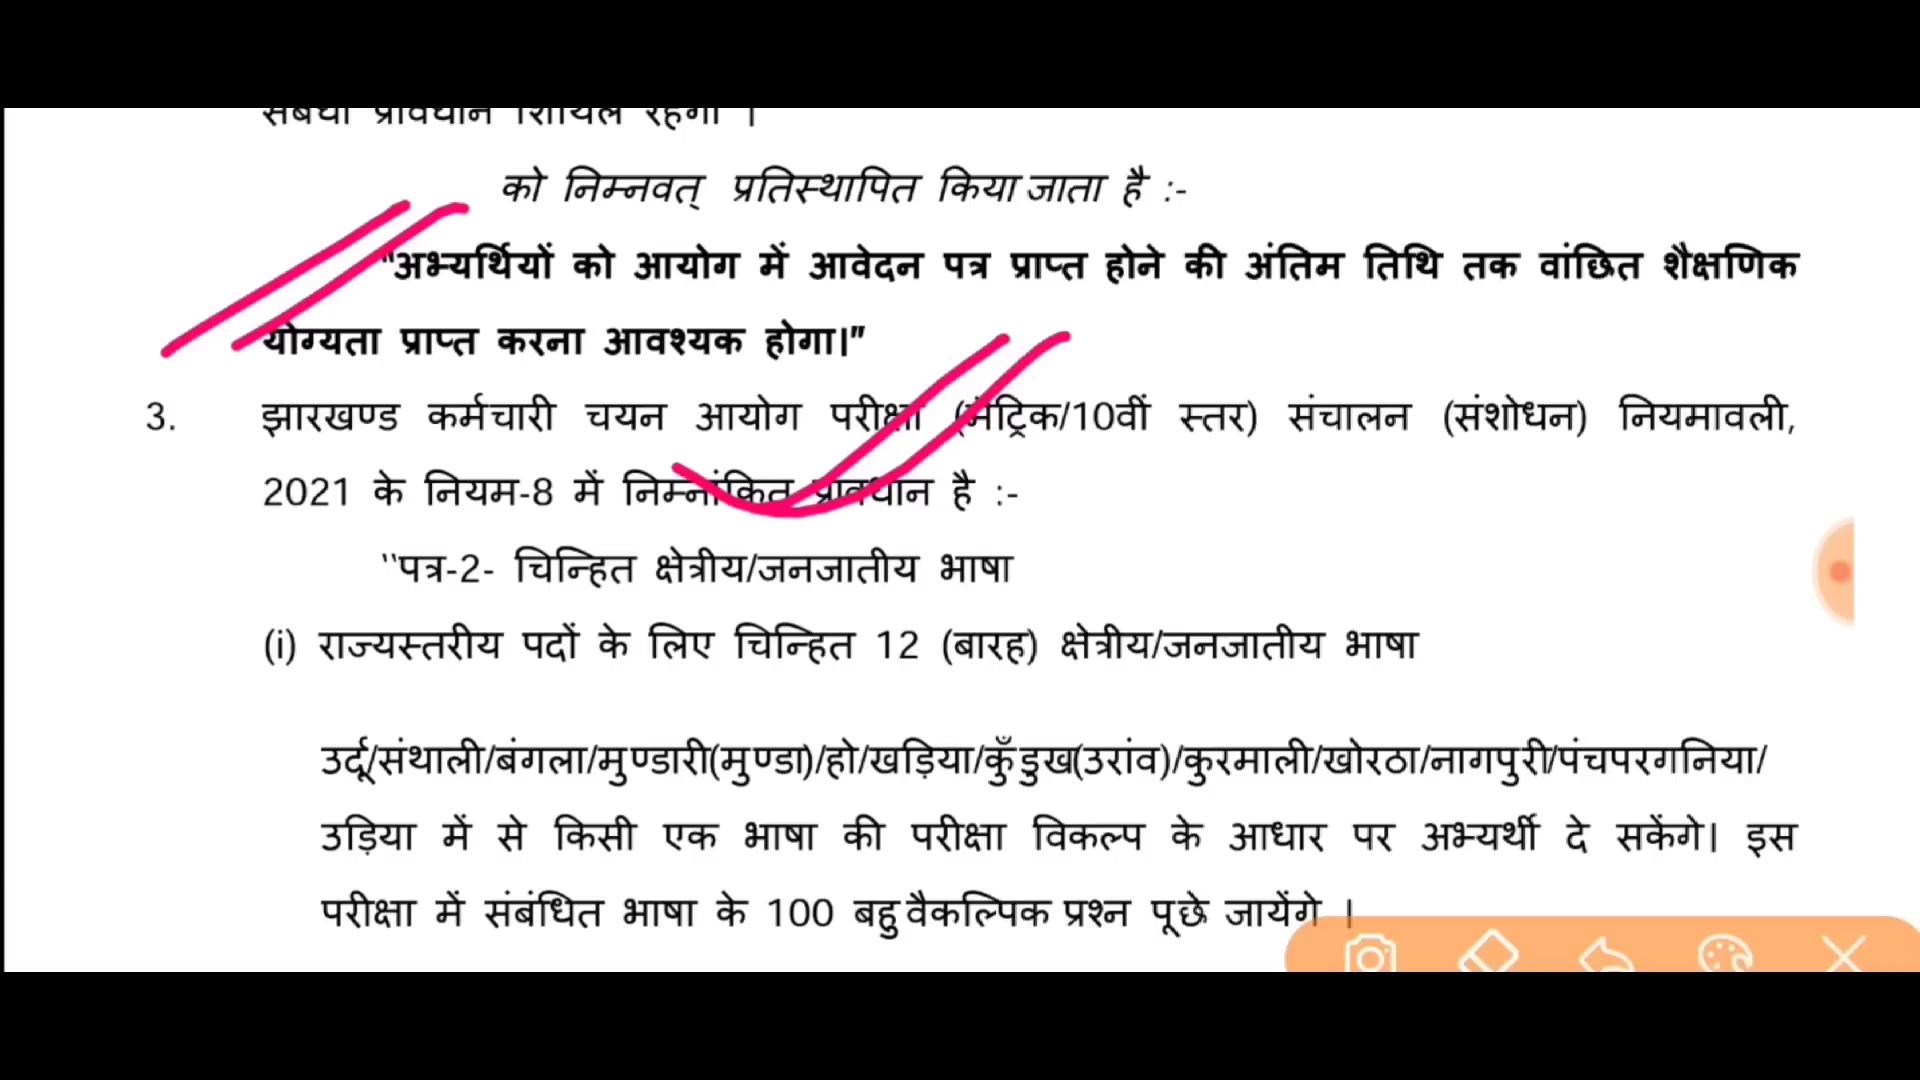 संबंधी प्रावधान शिथिल रहेगा ।
को निम्नवत् प्रतिस्थापित किया जाता है :-
"अभ्यर्थियों को आयोग में आवेदन पत्र प्राप्त होने की अंतिम तिथि तक वांछित शैक्षणिक
योग्यता प्राप्त करना आवश्यक होगा।”
3. झारखण्ड कर्मचारी चयन आयोग परीक्षा (मैट्रिक/10वीं स्तर) संचालन (संशोधन) नियमावली,
2021 के नियम-8 में निम्नांकित प्रावधान है :-
''पत्र-2- चिन्हित क्षेत्रीय/जनजातीय भाषा
(i) राज्यस्तरीय पदों के लिए चिन्हित 12 (बारह) क्षेत्रीय/जनजातीय भाषा
उर्दू/संथाली/बंगला/मुण्डारी(मुण्डा)/हो/खड़िया/कुँडुख(उरांव)/कुरमाली/खोरठा/नागपुरी/पंचपरगनिया/
उड़िया में से किसी एक भाषा की परीक्षा विकल्प के आधार पर अभ्यर्थी दे सकेंगे। इस
परीक्षा में संबंधित भाषा के 100 बहुवैकल्पिक प्रश्न पूछे जायेंगे ।